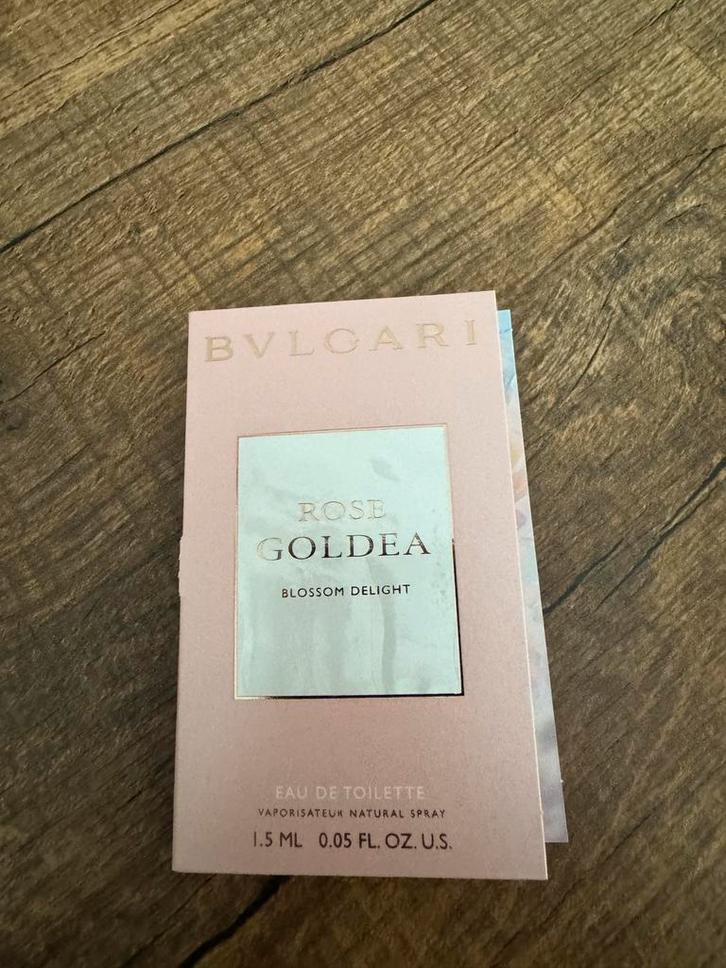 BVLGARI
ROSE
GOLDEA
BLOSSOM DELIGHT
EAU DE TOILETTE
VAPORISATEUR NATURAL SPRAY
1.5 ML 0.05 FL. OZ. U.S.